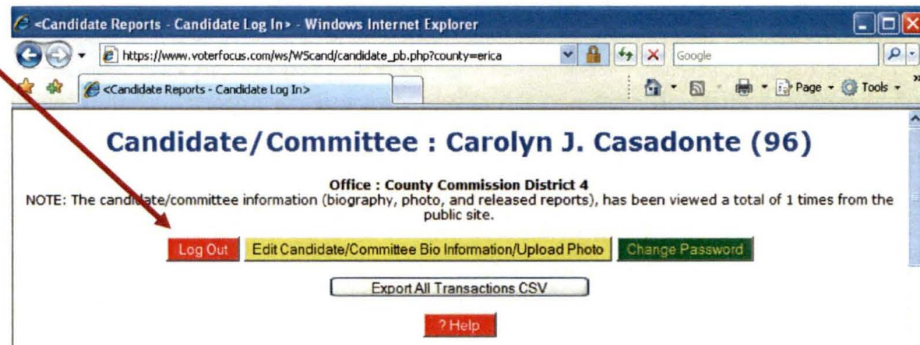 <Candidate Reports - Candidate Log In> - Windows Internet Explorer
https://www.voterfocus.com/ws/WScand/candidate_pb.php?county=erica
Google
<Candidate Reports - Candidate Log In>
Page
Tools
Candidate/Committee : Carolyn J. Casadonte (96)
Office : County Commission District 4
NOTE: The candidate/committee information (biography, photo, and released reports), has been viewed a total of 1 times from the
public site.
Log Out
Edit Candidate/Committee Bio Information/Upload Photo
Change Password
Export All Transactions CSV
? Help